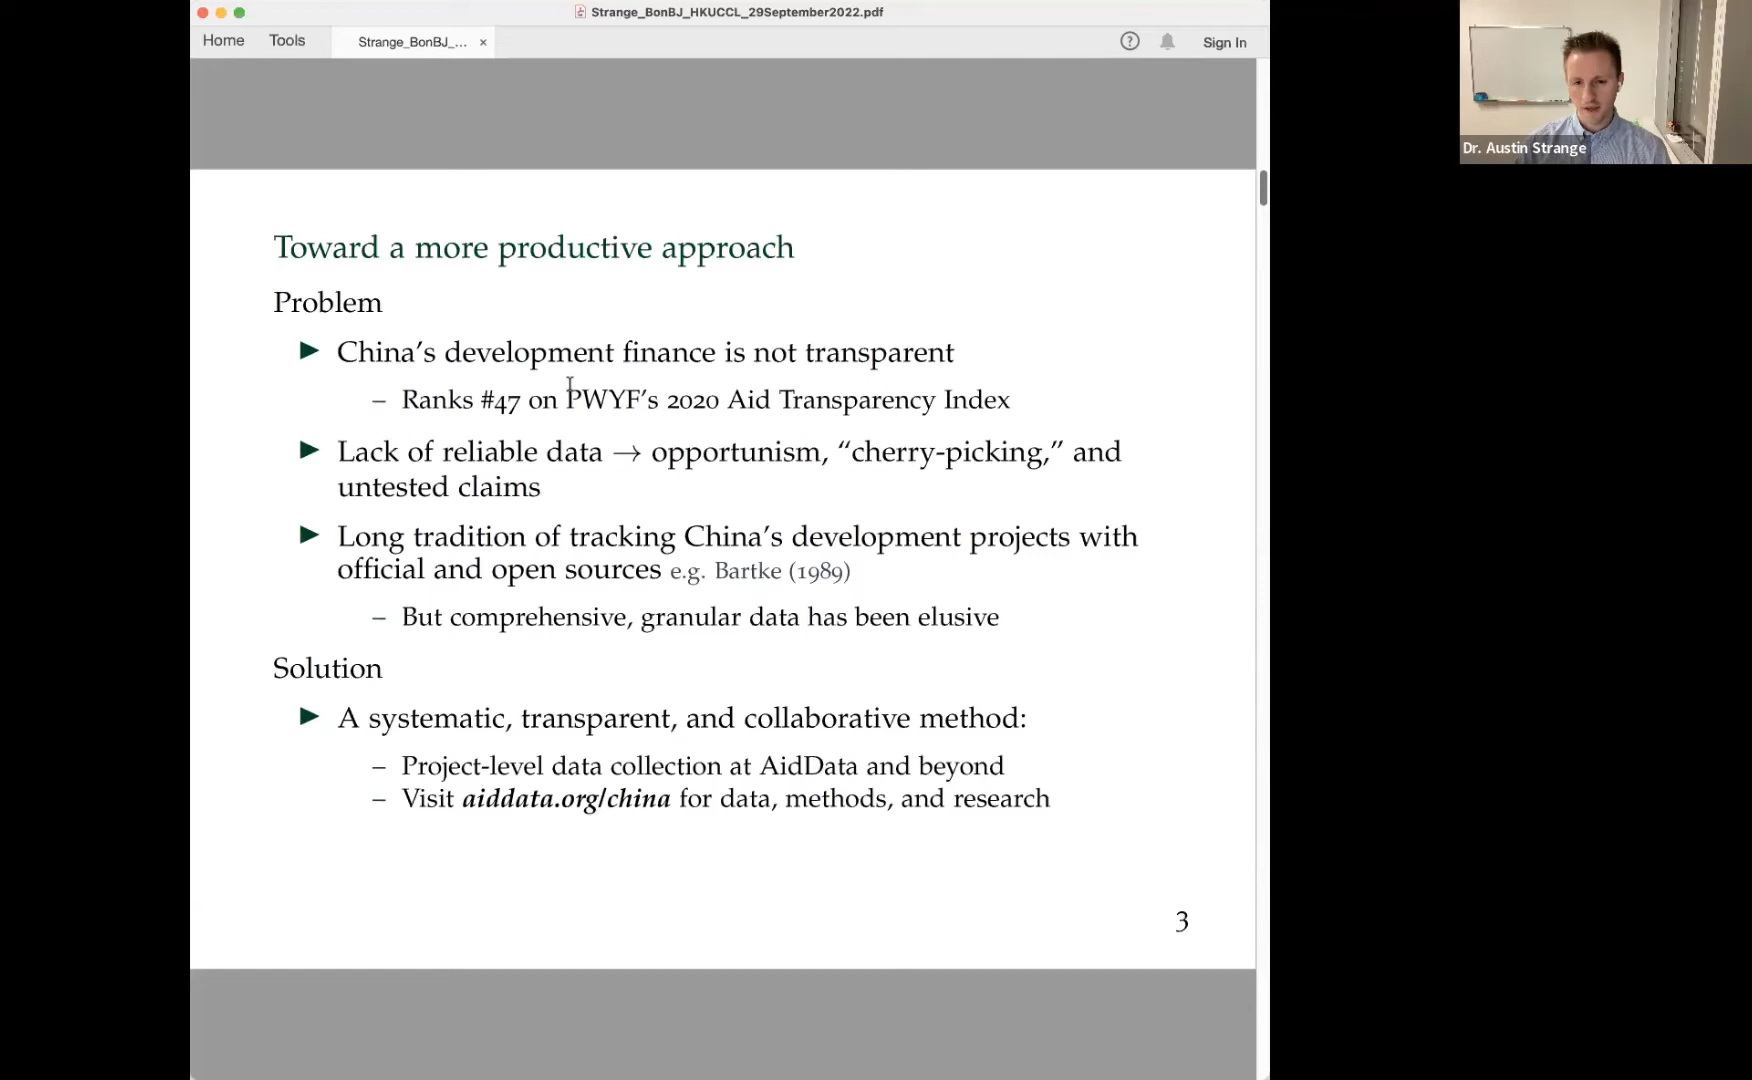 Strange_BonBJ_HKUCCL_29September2022.pdf
Home Tools Strange_BonBJ_... × ? Sign In
Dr. Austin Strange
Toward a more productive approach
Problem
▶ China's development finance is not transparent
– Ranks #47 on PWYF's 2020 Aid Transparency Index
▶ Lack of reliable data → opportunism, “cherry-picking,” and
untested claims
▶ Long tradition of tracking China's development projects with
official and open sources e.g. Bartke (1989)
– But comprehensive, granular data has been elusive
Solution
▶ A systematic, transparent, and collaborative method:
– Project-level data collection at AidData and beyond
– Visit aiddata.org/china for data, methods, and research
3